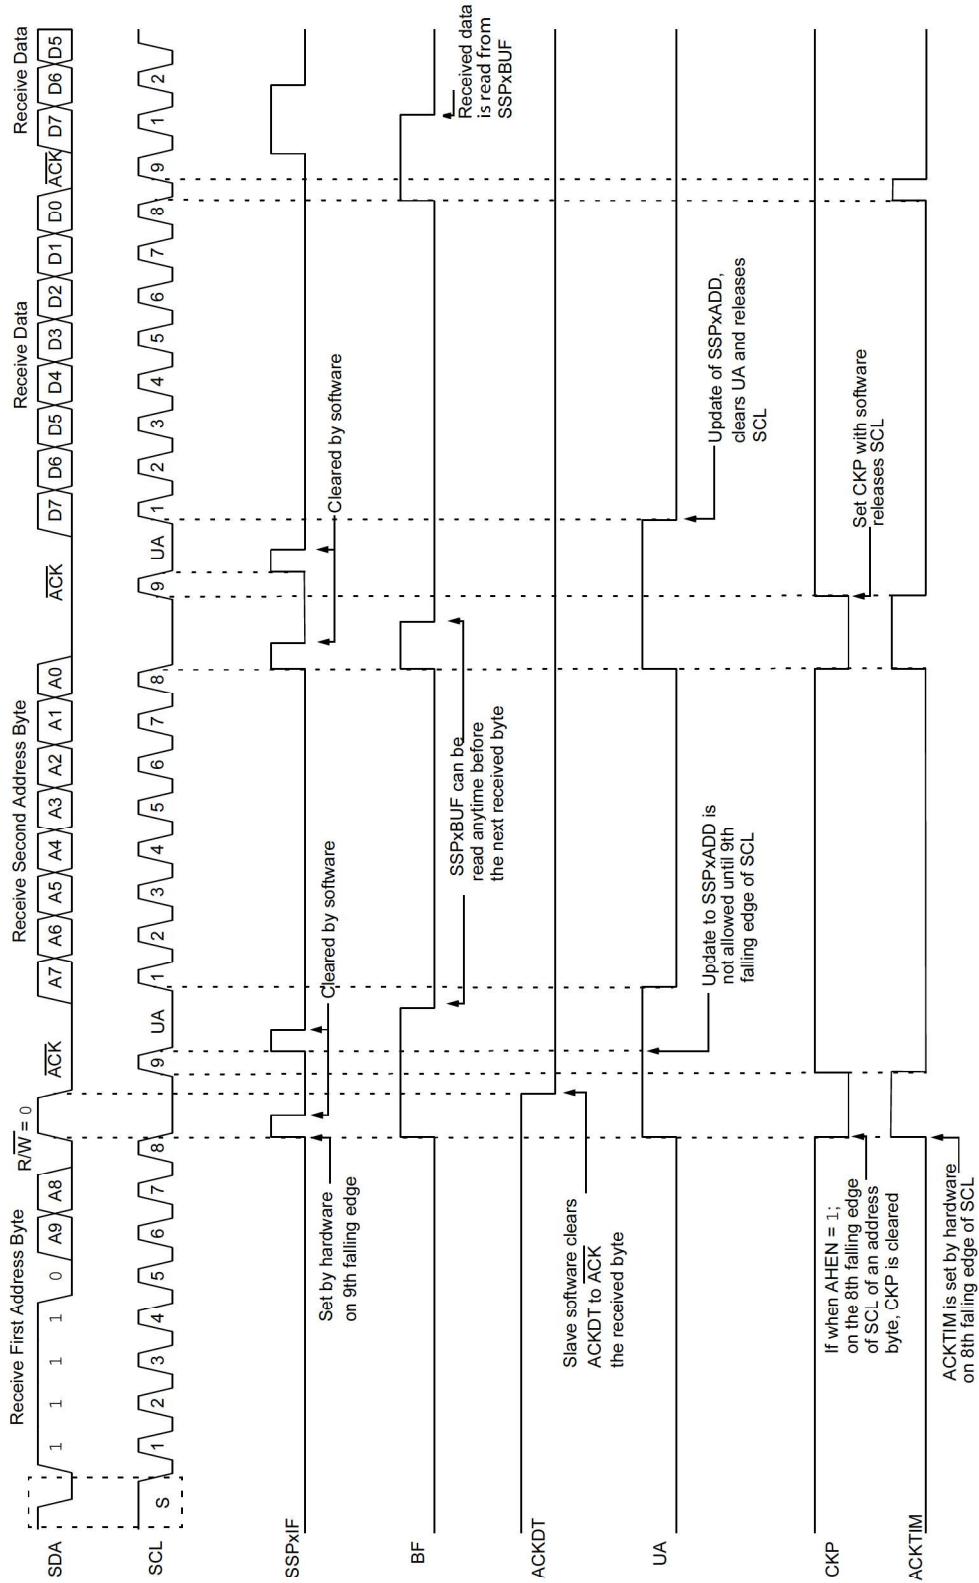 Receive First Address Byte
R/W = 0
Receive Second Address Byte
Receive Data
Receive Data
SDA
1 1 1 1 0 A9 A8 ACK A7 A6 A5 A4 A3 A2 A1 A0 ACK D7 D6 D5 D4 D3 D2 D1 D0 ACK D7 D6 D5
SCL
S 1 2 3 4 5 6 7 8 9 UA 1 2 3 4 5 6 7 8 9 UA 1 2 3 4 5 6 7 8 9 1 2
SSPxIF
Set by hardware
on 9th falling edge
Cleared by software
Cleared by software
BF
SSPxBUF can be
read anytime before
the next received byte
Received data
is read from
SSPxBUF
ACKDT
Slave software clears
ACKDT to ACK
the received byte
UA
Update to SSPxADD is
not allowed until 9th
falling edge of SCL
Update of SSPxADD,
clears UA and releases
SCL
CKP
If when AHEN = 1;
on the 8th falling edge
of SCL of an address
byte, CKP is cleared
Set CKP with software
releases SCL
ACKTIM
ACKTIM is set by hardware
on 8th falling edge of SCL